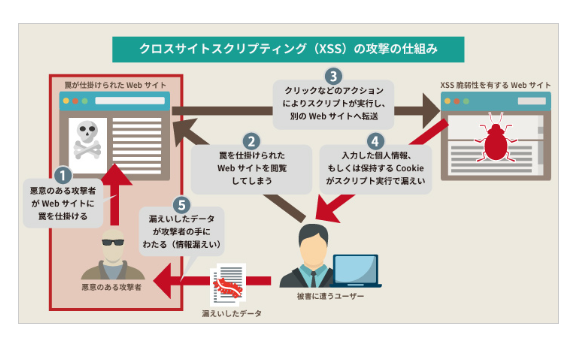 クロスサイトスクリプティング（XSS）の攻撃の仕組み
罠が仕掛けられた Web サイト
XSS 脆弱性を有する Web サイト
3
クリックなどのアクション
によりスクリプトが実行し、
別の Web サイトへ転送
2
罠を仕掛けられた
Web サイトを閲覧
してしまう
4
入力した個人情報、
もしくは保持する Cookie
がスクリプト実行で漏えい
1
悪意のある攻撃者
が Web サイトに
罠を仕掛ける
5
漏えいしたデータ
が攻撃者の手に
わたる（情報漏えい）
悪意のある攻撃者
被害に遭うユーザー
漏えいしたデータ